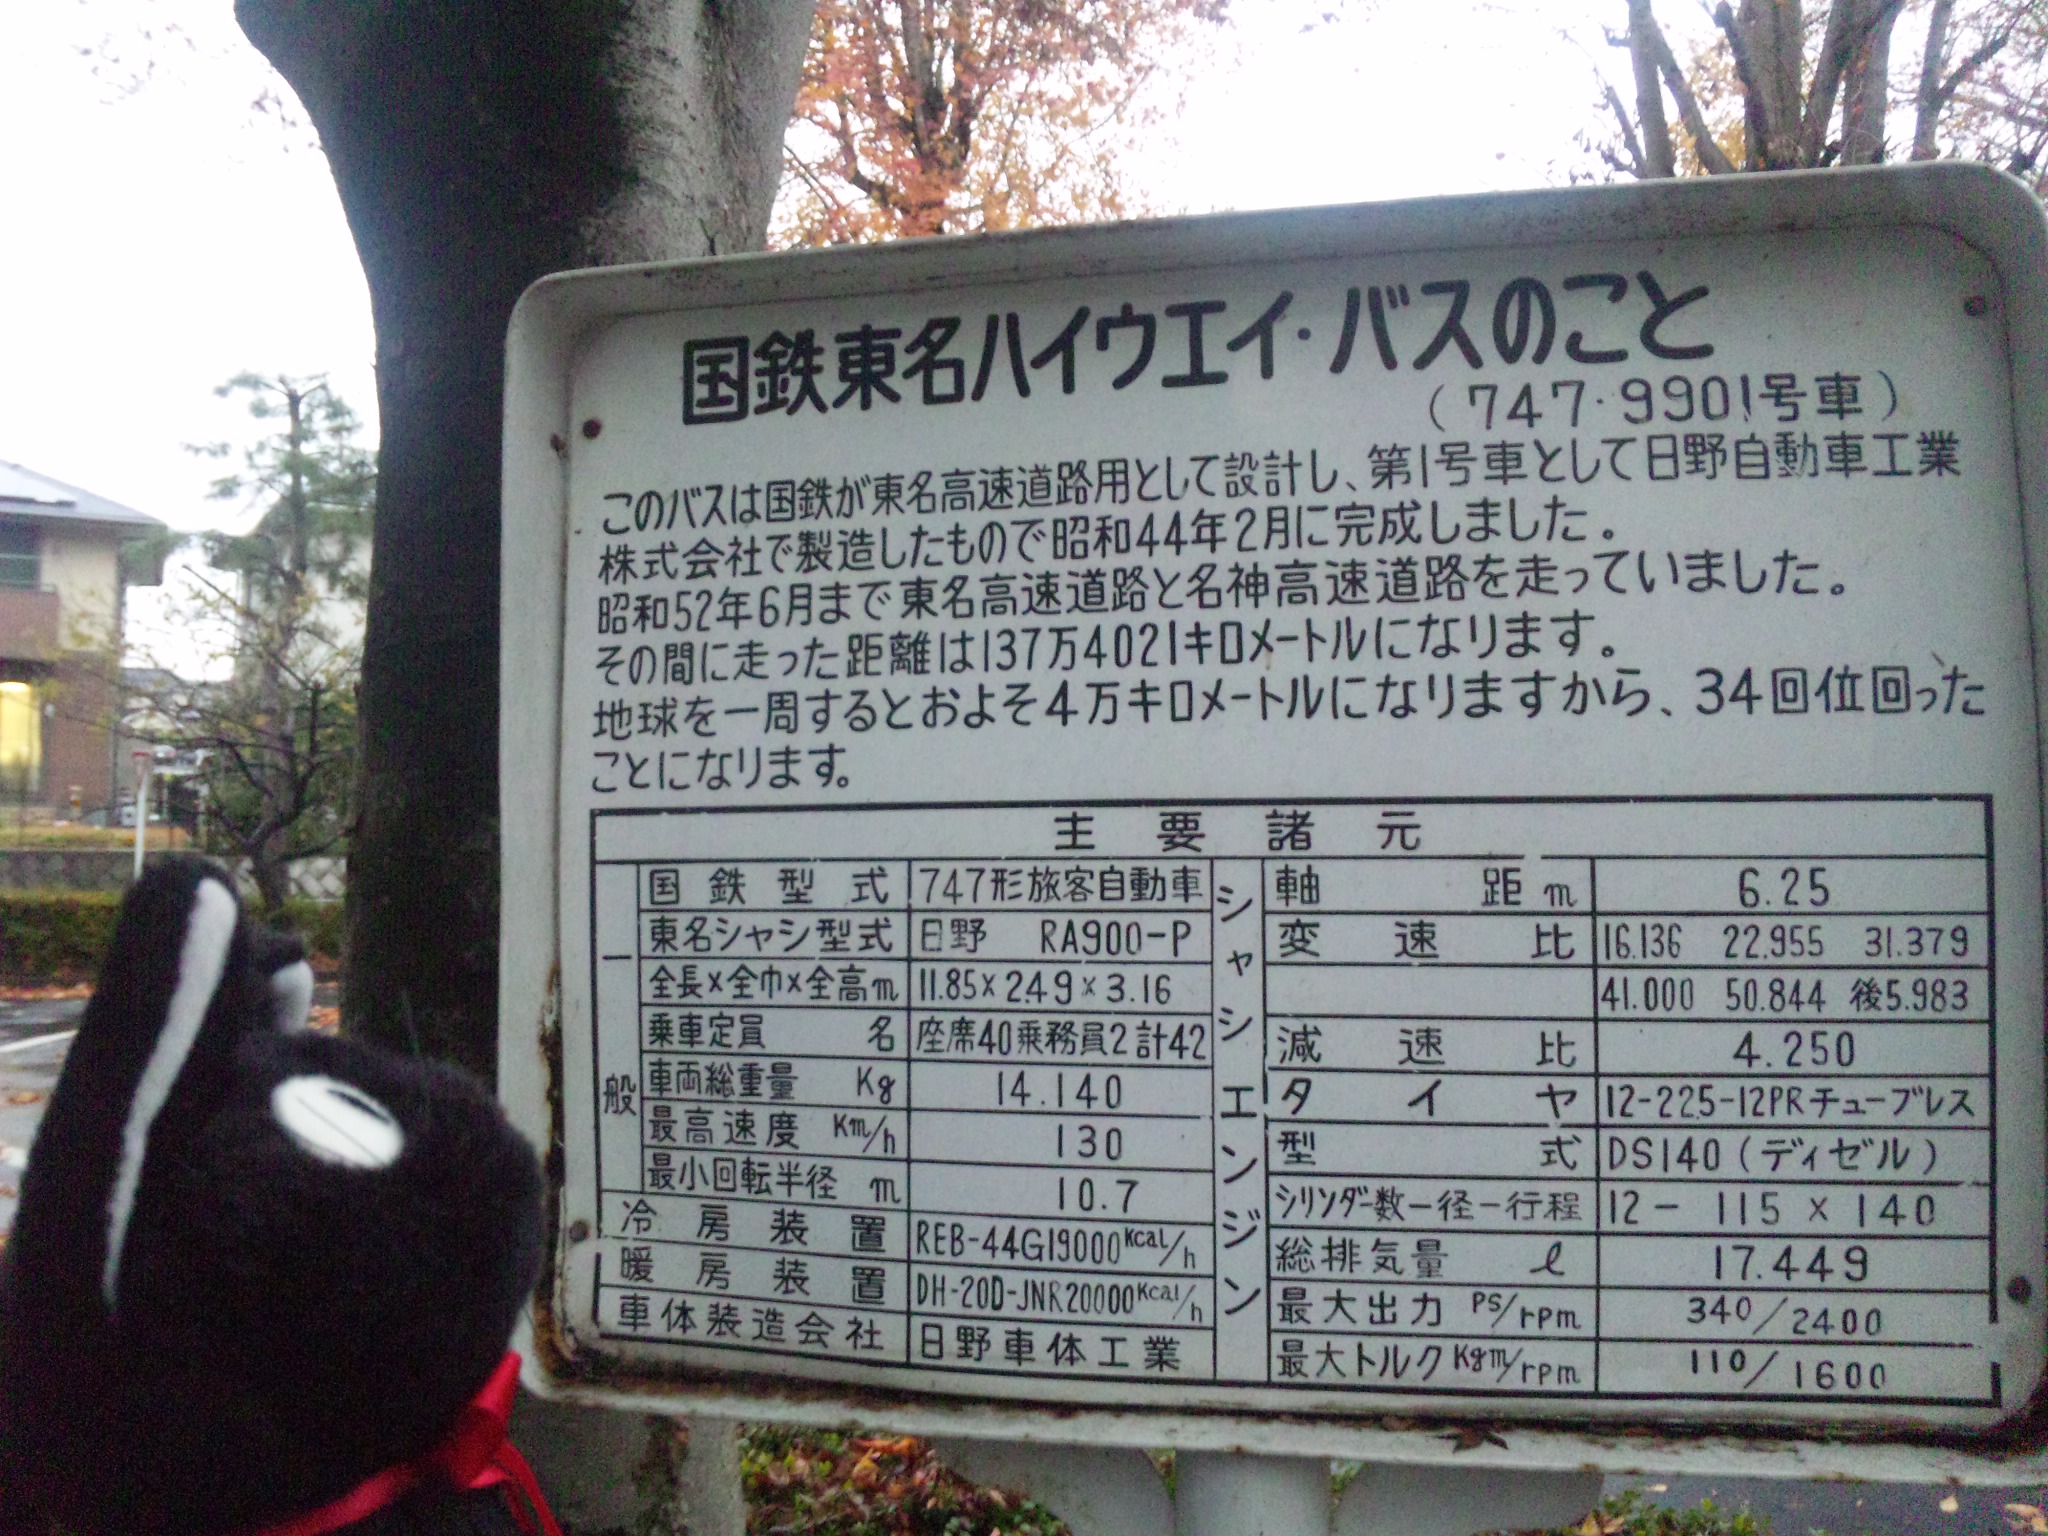 国鉄東名ハイウエイ・バスのこと
(747・9901号車)
このバスは国鉄が東名高速道路用として設計し、第1号車として日野自動車工業
株式会社で製造したもので昭和44年2月に完成しました。
昭和52年6月まで東名高速道路と名神高速道路を走っていました。
その間に走った距離は137万4021キロメートルになります。
地球を一周するとおよそ4万キロメートルになりますから、34回位回った
ことになります。
主要諸元
一般
国鉄型式 747形旅客自動車
東名シャシ型式 日野 RA900-P
全長×全巾×全高m 11.85×2.49×3.16
乗車定員 名 座席40乗務員2計42
車両総重量 Kg 14.140
最高速度 Km/h 130
最小回転半径 m 10.7
冷房装置 REB-44G19000Kcal/h
暖房装置 DH-20D-JNR20000Kcal/h
車体装造会社 日野車体工業
シャシ
軸距m 6.25
変速比 16.136 22.955 31.379
41.000 50.844 後5.983
減速比 4.250
タイヤ 12-22.5-12PRチューブレス
エンジン
型式 DS140(ディゼル)
シリンダー数-径-行程 12- 115×140
総排気量 ℓ 17.449
最大出力 PS/rpm 340/2400
最大トルクKgm/rpm 110/1600